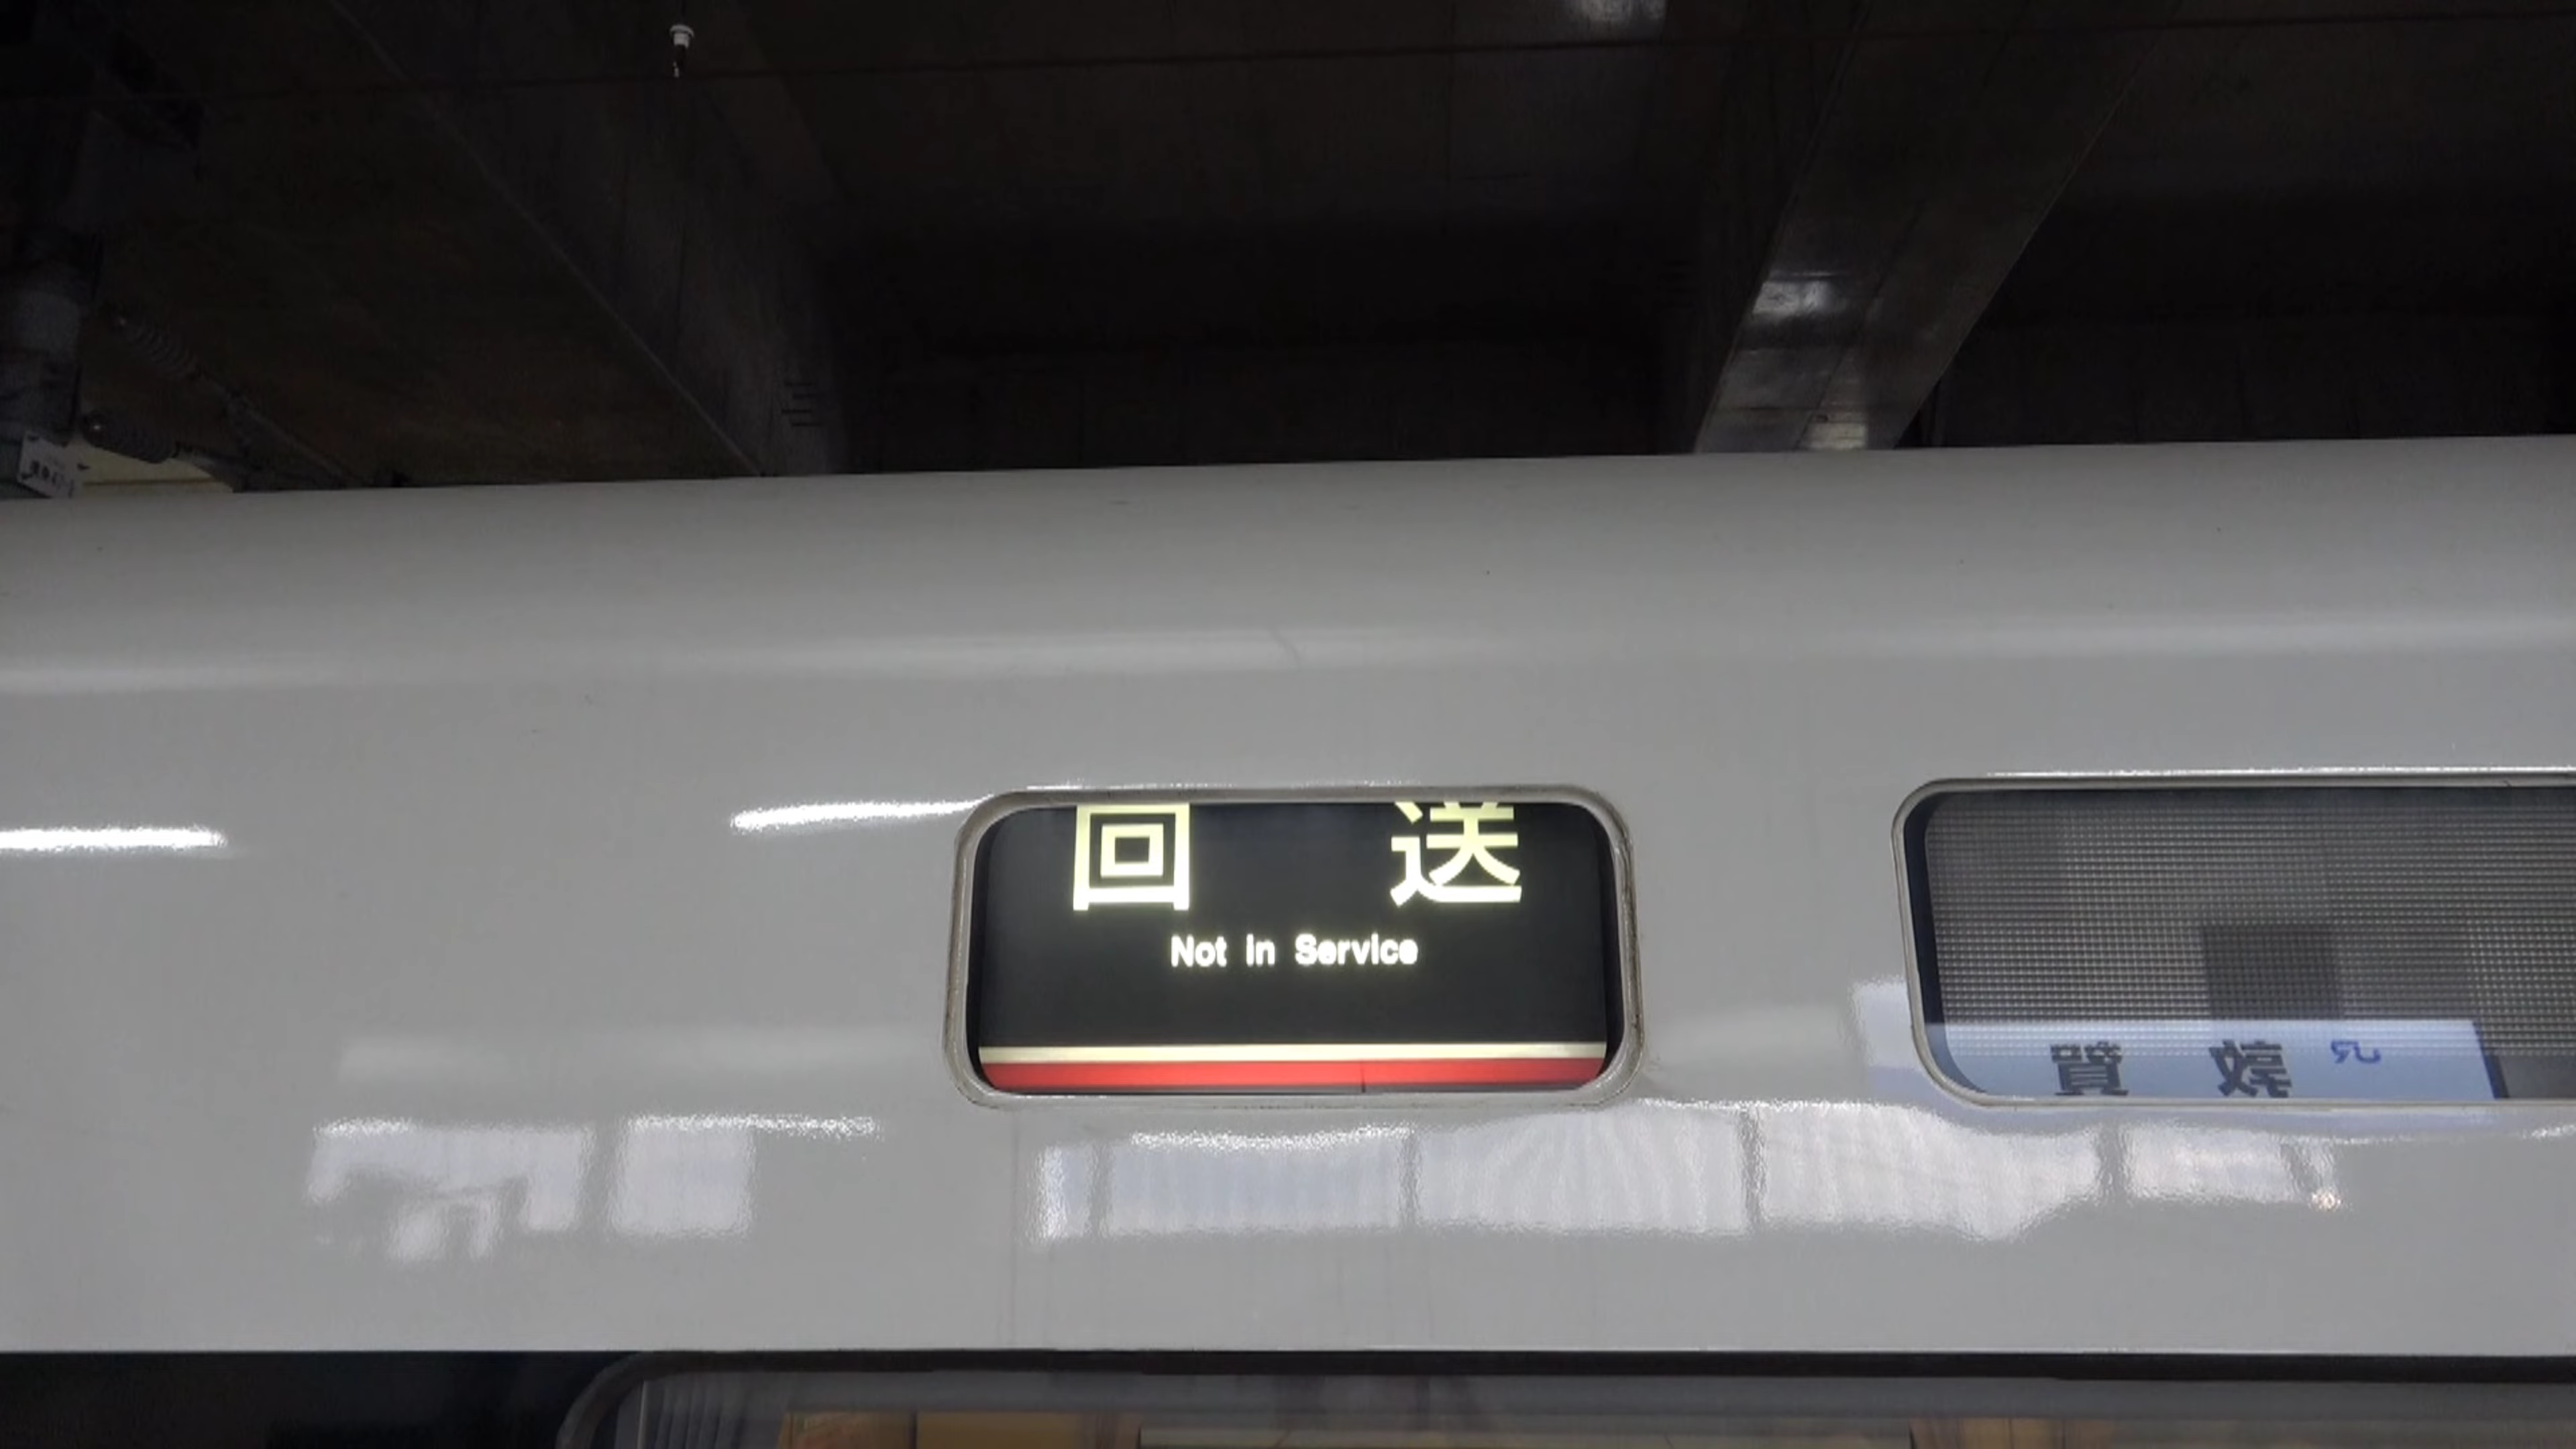 回送
Not in Service